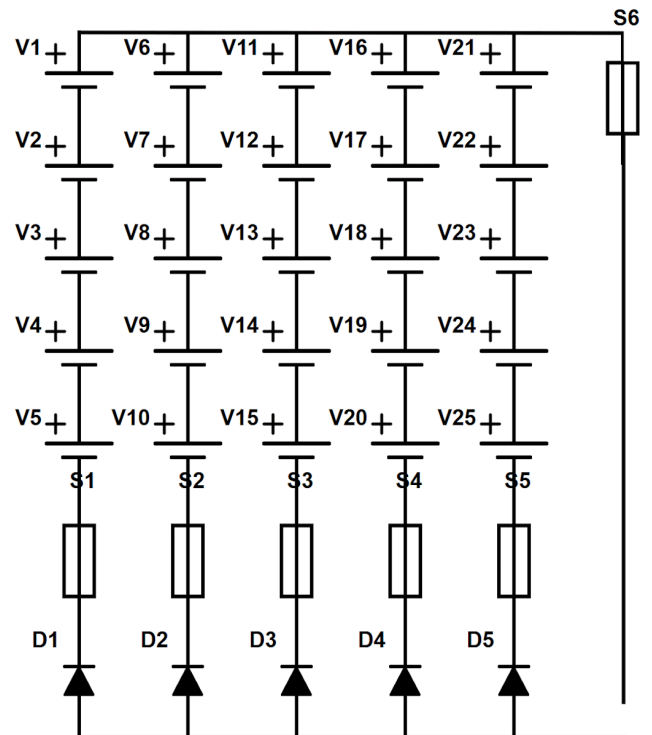 S6
V1 V6 V11 V16 V21
V2 V7 V12 V17 V22
V3 V8 V13 V18 V23
V4 V9 V14 V19 V24
V5 V10 V15 V20 V25
S1 S2 S3 S4 S5
D1 D2 D3 D4 D5